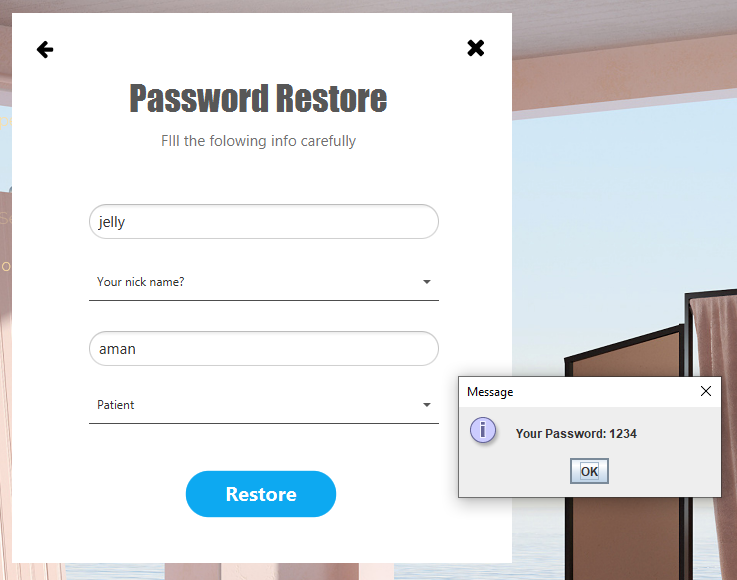 Password Restore
FIll the folowing info carefully
jelly
Your nick name?
aman
Patient
Restore
Message
Your Password: 1234
OK